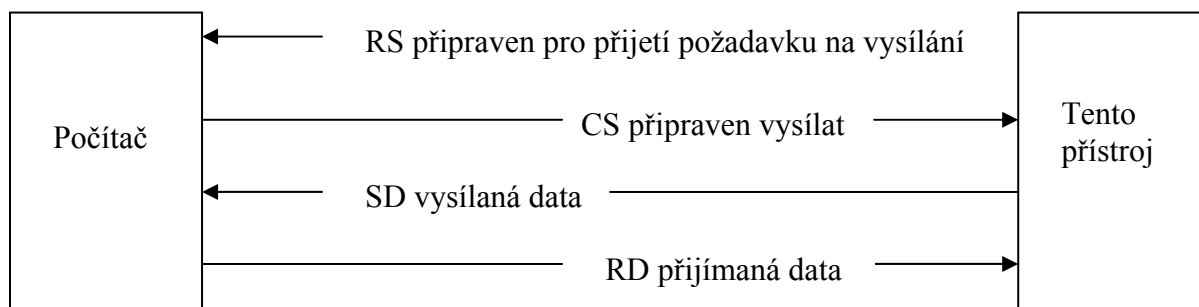 RS připraven pro přijetí požadavku na vysílání
Počítač
CS připraven vysílat
Tento
přístroj
SD vysílaná data
RD přijímaná data